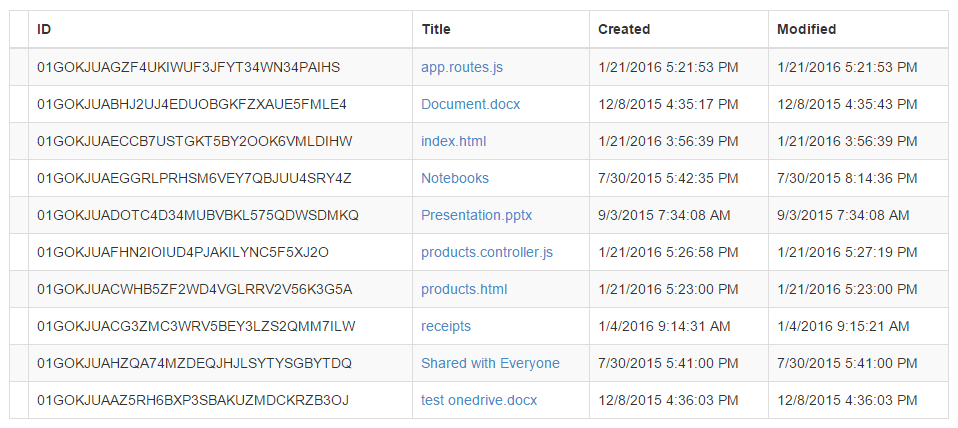 ID Title Created Modified
01GOKJUAGZF4UKIWUF3JFYT34WN34PAIHS app.routes.js 1/21/2016 5:21:53 PM 1/21/2016 5:21:53 PM
01GOKJUABHJ2UJ4EDUOBGKFZXAUE5FMLE4 Document.docx 12/8/2015 4:35:17 PM 12/8/2015 4:35:43 PM
01GOKJUAECCB7USTGKT5BY2OOK6VMLDIHW index.html 1/21/2016 3:56:39 PM 1/21/2016 3:56:39 PM
01GOKJUAEGGRLPRHSM6VEY7QBJUU4SRY4Z Notebooks 7/30/2015 5:42:35 PM 7/30/2015 8:14:36 PM
01GOKJUADOTC4D34MUBVBKL575QDWSDMKQ Presentation.pptx 9/3/2015 7:34:08 AM 9/3/2015 7:34:08 AM
01GOKJUAFHN2IOIUD4PJAKILYNC5F5XJ2O products.controller.js 1/21/2016 5:26:58 PM 1/21/2016 5:27:19 PM
01GOKJUACWHB5ZF2WD4VGLRRV2V56K3G5A products.html 1/21/2016 5:23:00 PM 1/21/2016 5:23:00 PM
01GOKJUACG3ZMC3WRV5BEY3LZS2QMM7ILW receipts 1/4/2016 9:14:31 AM 1/4/2016 9:15:21 AM
01GOKJUAHZQA74MZDEQJHJLSYTYSGBYTDQ Shared with Everyone 7/30/2015 5:41:00 PM 7/30/2015 5:41:00 PM
01GOKJUAAZ5RH6BXP3SBAKUZMDCKRZB3OJ test onedrive.docx 12/8/2015 4:36:03 PM 12/8/2015 4:36:03 PM